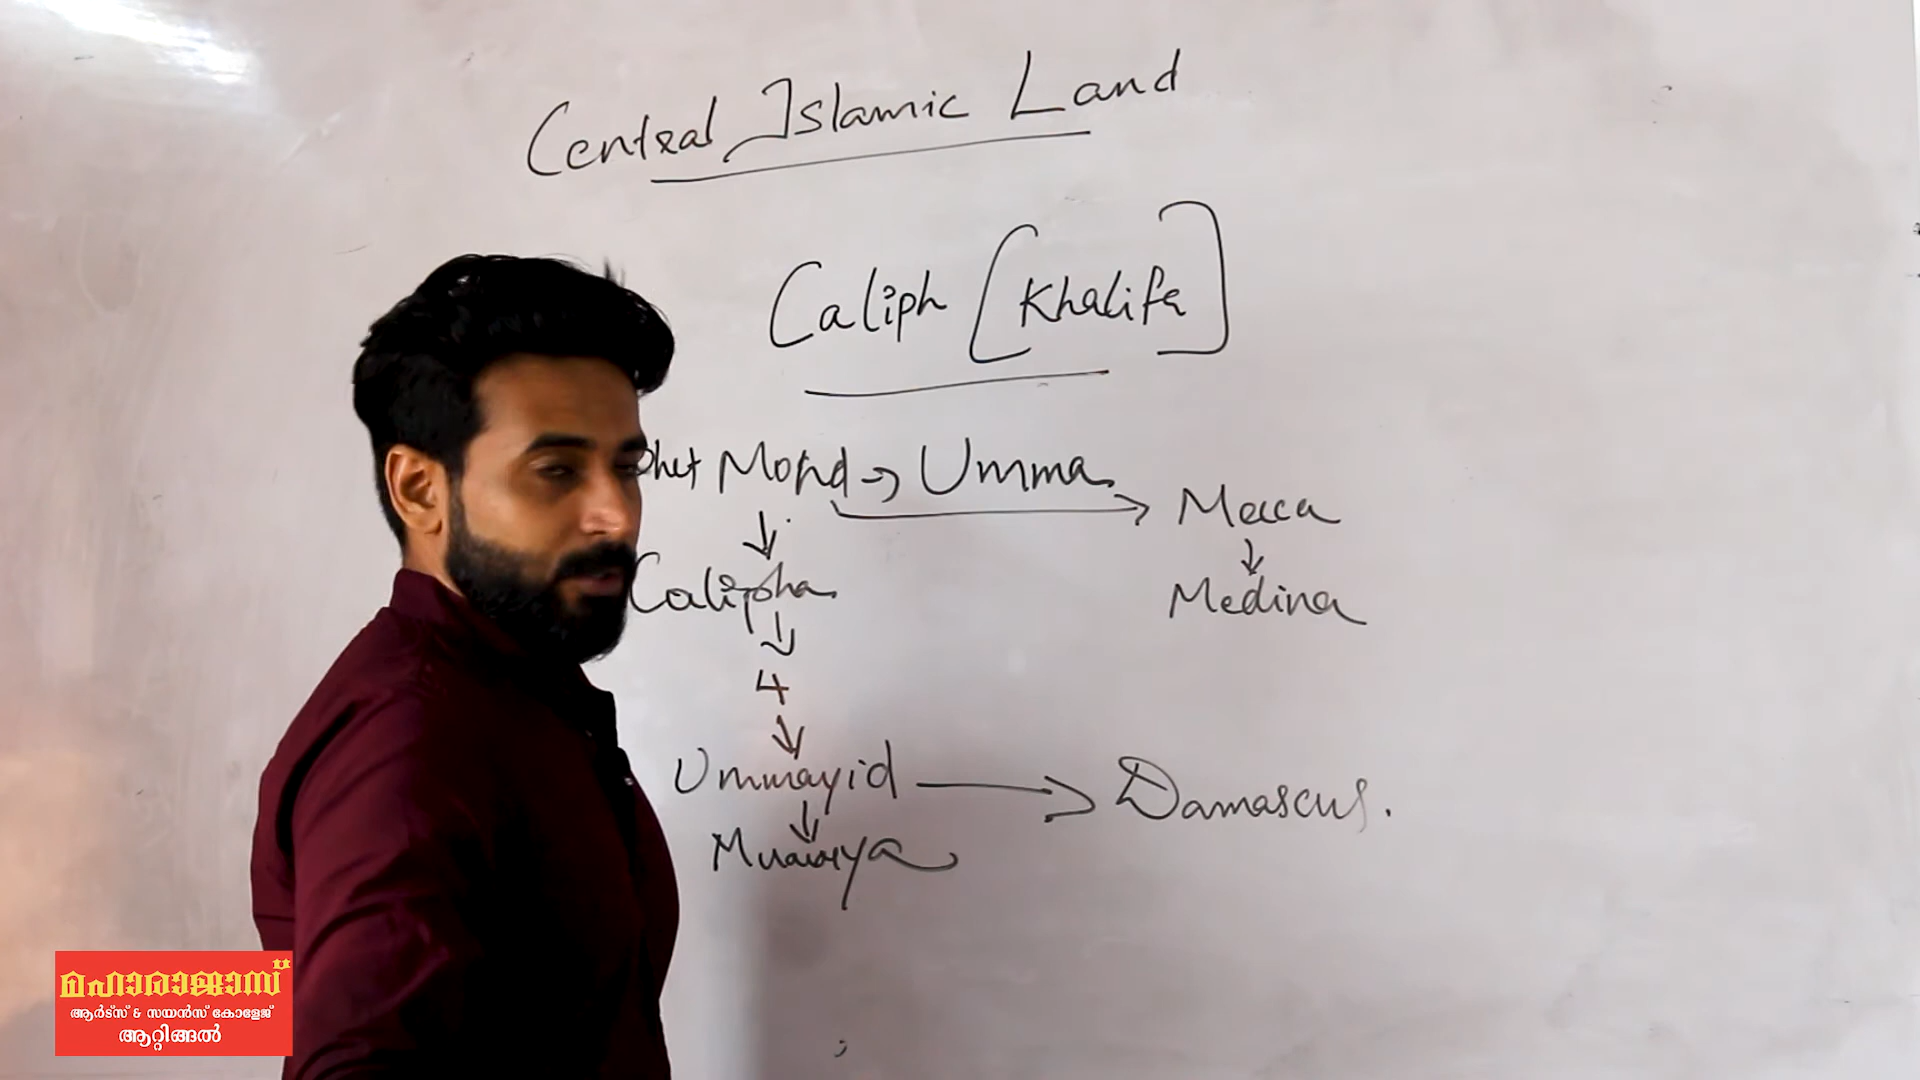 Central Islamic Land
Caliph [Khalifa]
phet Mohd → Umma
Mecca
↓
Medina
↓
Calipha
↓
4
↓
Ummayid → Damascus.
↓
Muawya
മഹാരാജാസ്
ആർട്സ് & സയൻസ് കോളേജ്
ആറ്റിങ്ങൽ